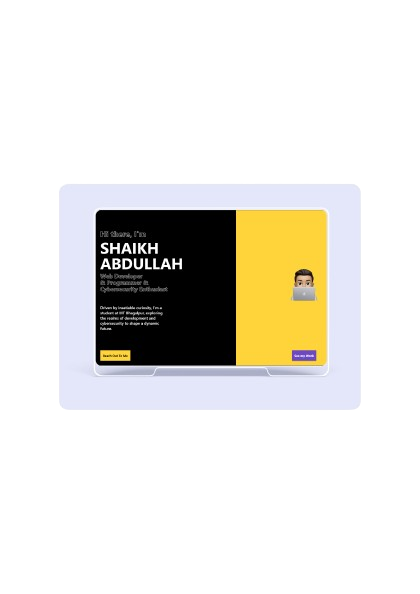 Hi there, I'm
SHAIKH
ABDULLAH
Web Developer
& Programmer &
Cybersecurity Enthusiast
Driven by insatiable curiosity, I'm a
student at IIIT Bhagalpur, exploring
the realms of development and
cybersecurity to shape a dynamic
future.
Reach Out To Me
See my Work